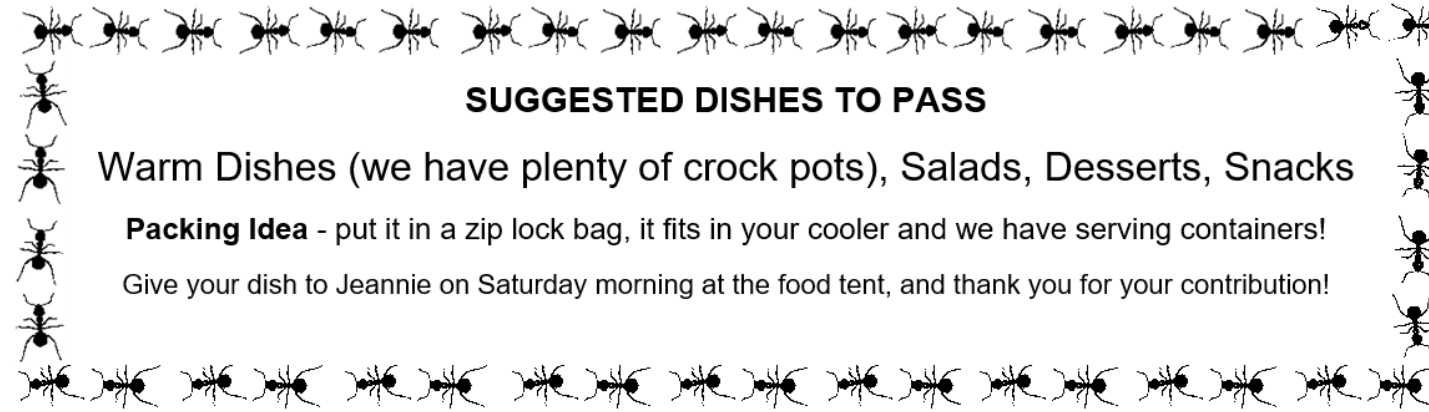 SUGGESTED DISHES TO PASS
Warm Dishes (we have plenty of crock pots), Salads, Desserts, Snacks
Packing Idea - put it in a zip lock bag, it fits in your cooler and we have serving containers!
Give your dish to Jeannie on Saturday morning at the food tent, and thank you for your contribution!